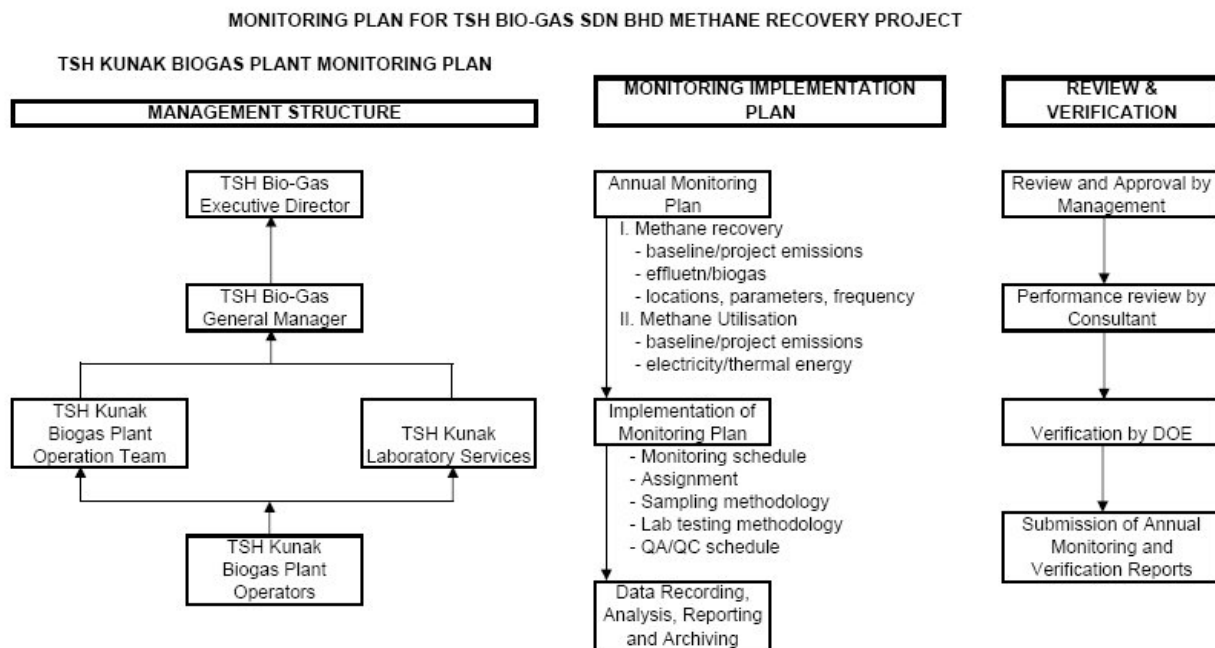 MONITORING PLAN FOR TSH BIO-GAS SDN BHD METHANE RECOVERY PROJECT
TSH KUNAK BIOGAS PLANT MONITORING PLAN
MANAGEMENT STRUCTURE
TSH Bio-Gas
Executive Director
TSH Bio-Gas
General Manager
TSH Kunak
Biogas Plant
Operation Team
TSH Kunak
Laboratory Services
TSH Kunak
Biogas Plant
Operators
MONITORING IMPLEMENTATION
PLAN
Annual Monitoring
Plan
I. Methane recovery
- baseline/project emissions
- effluetn/biogas
- locations, parameters, frequency
II. Methane Utilisation
- baseline/project emissions
- electricity/thermal energy
Implementation of
Monitoring Plan
- Monitoring schedule
- Assignment
- Sampling methodology
- Lab testing methodology
- QA/QC schedule
Data Recording,
Analysis, Reporting
and Archiving
REVIEW &
VERIFICATION
Review and Approval by
Management
Performance review by
Consultant
Verification by DOE
Submission of Annual
Monitoring and
Verification Reports